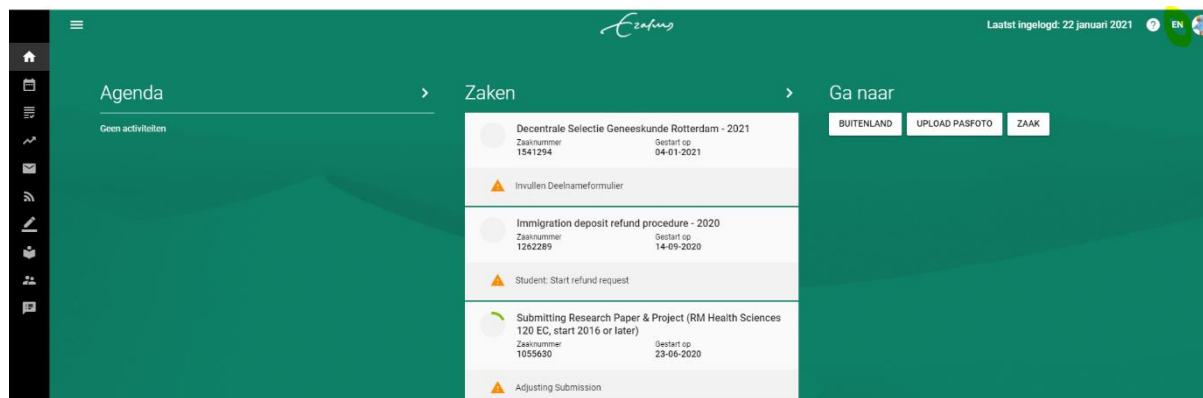 Erasmus
Laatst ingelogd: 22 januari 2021
?
EN
Agenda
Geen activiteiten
Zaken
Decentrale Selectie Geneeskunde Rotterdam - 2021
Zaaknummer Gestart op
1541294 04-01-2021
Invullen Deelnameformulier
Immigration deposit refund procedure - 2020
Zaaknummer Gestart op
1262289 14-09-2020
Student: Start refund request
Submitting Research Paper & Project (RM Health Sciences
120 EC, start 2016 or later)
Zaaknummer Gestart op
1055630 23-06-2020
Adjusting Submission
Ga naar
BUITENLAND UPLOAD PASFOTO ZAAK